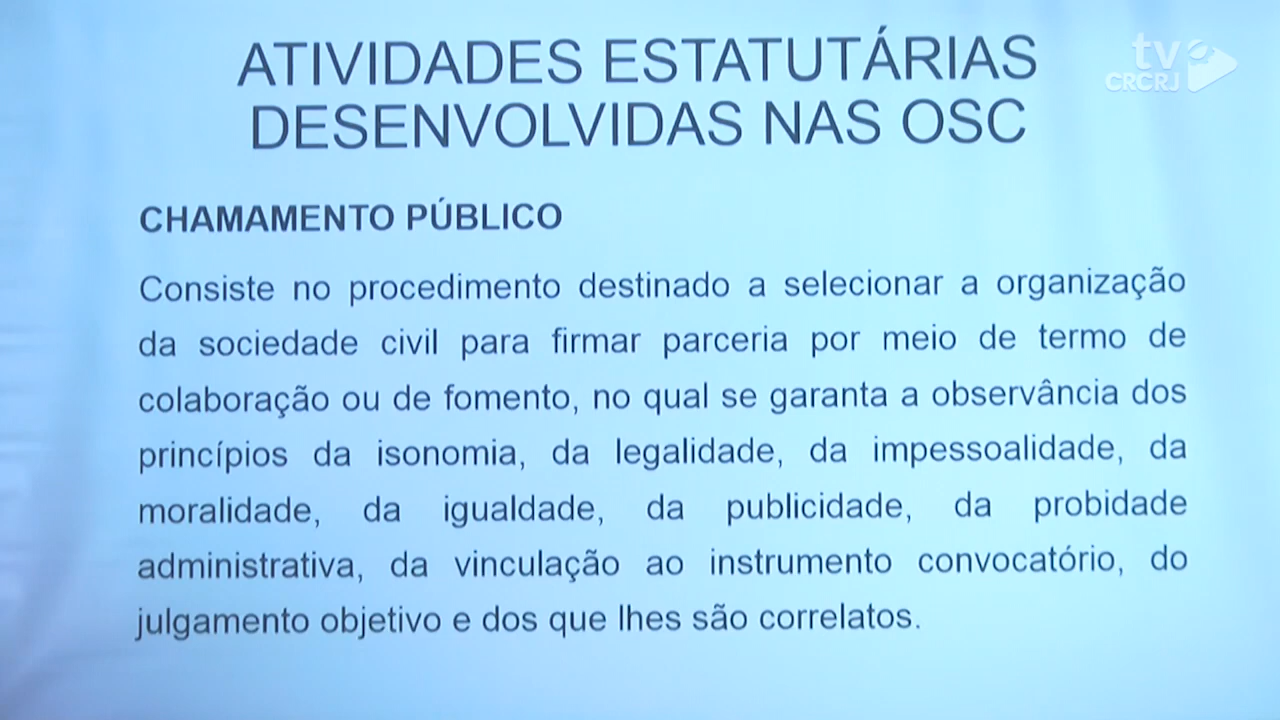 ATIVIDADES ESTATUTÁRIAS
DESENVOLVIDAS NAS OSC
tv
CRCRJ
CHAMAMENTO PÚBLICO
Consiste no procedimento destinado a selecionar a organização
da sociedade civil para firmar parceria por meio de termo de
colaboração ou de fomento, no qual se garanta a observância dos
princípios da isonomia, da legalidade, da impessoalidade, da
moralidade, da igualdade, da publicidade, da probidade
administrativa, da vinculação ao instrumento convocatório, do
julgamento objetivo e dos que lhes são correlatos.